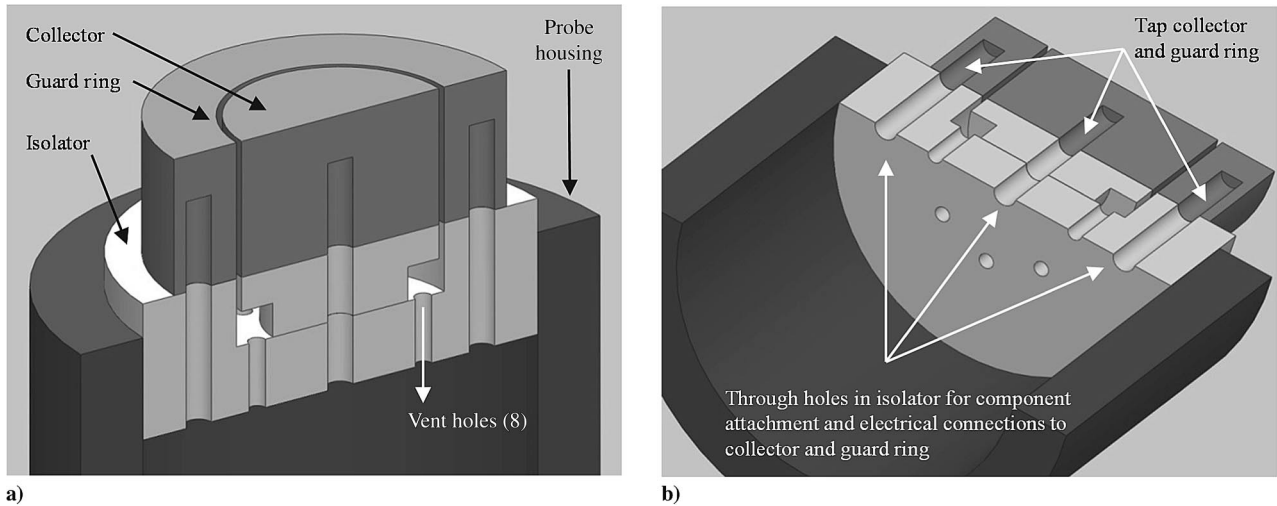 Collector
Guard ring
Isolator
Probe
housing
Vent holes (8)
a)
Tap collector
and guard ring
Through holes in isolator for component
attachment and electrical connections to
collector and guard ring
b)